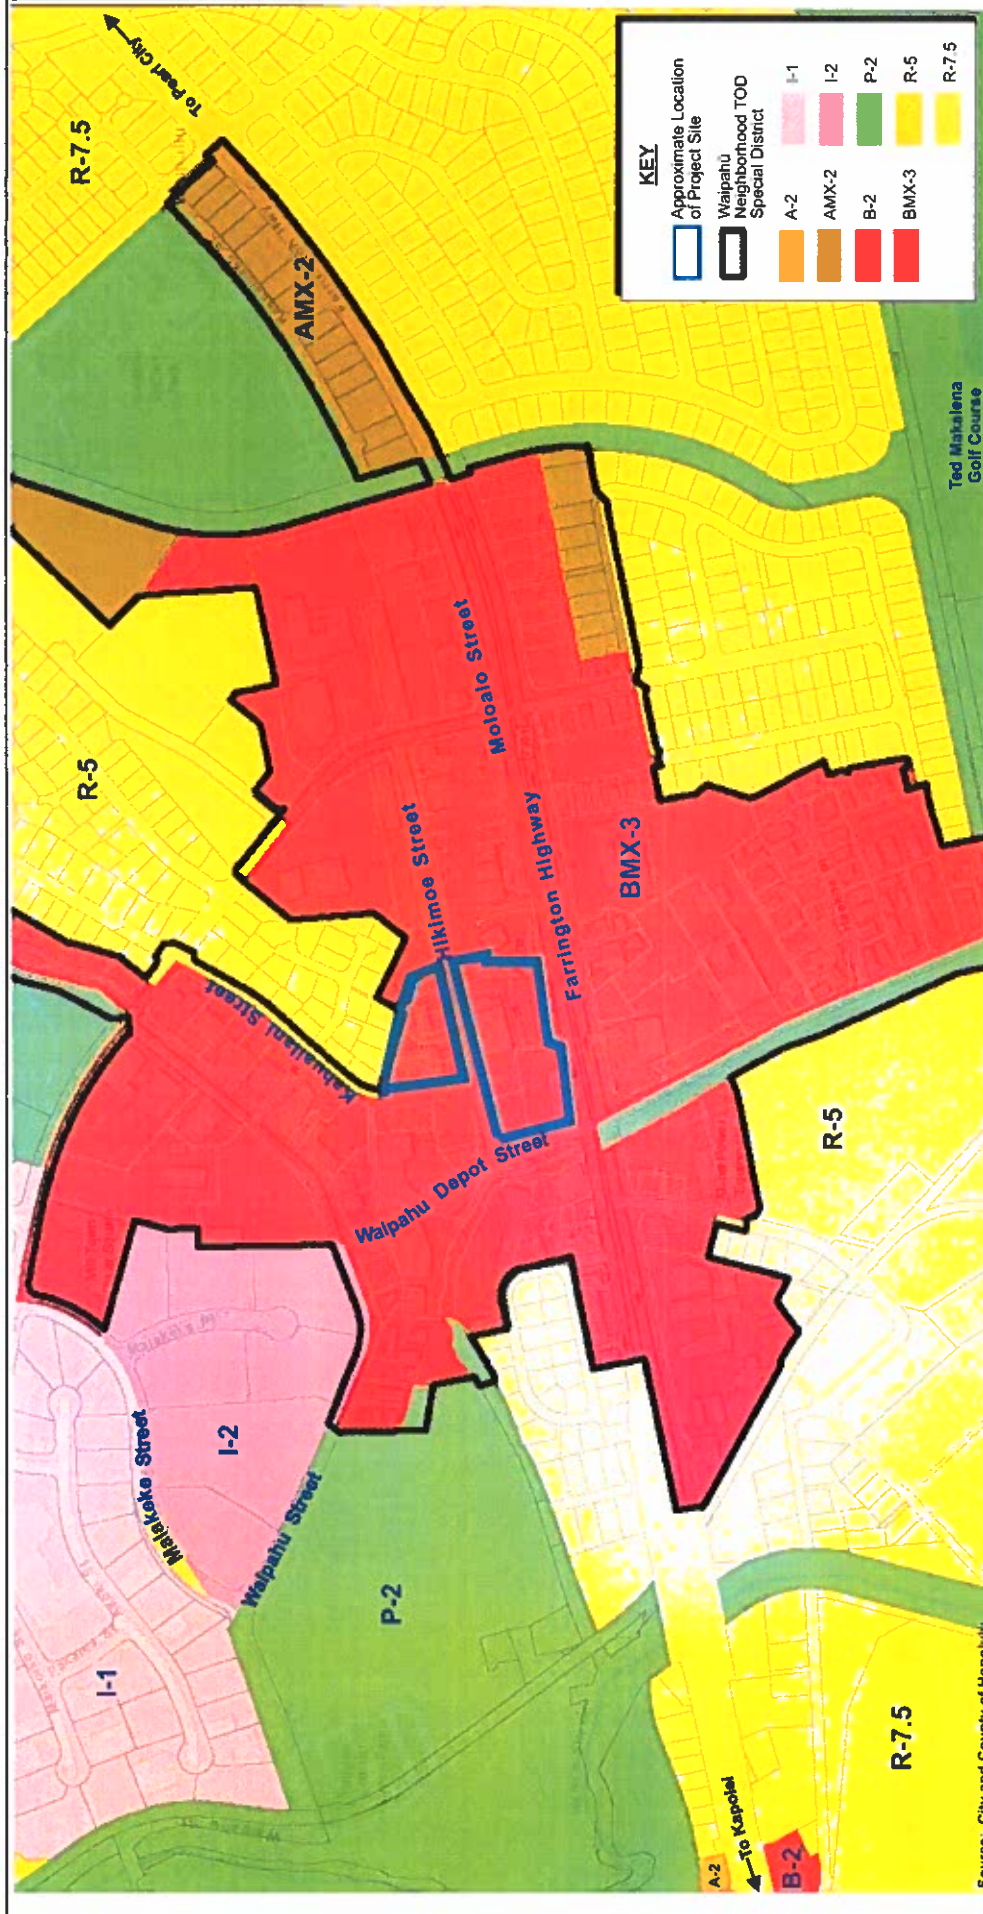 To Pearl City
R-7.5
AMX-2
R-5
Moloalo Street
Hikimoe Street
Farrington Highway
BMX-3
Kahualiani Street
Waipahu Depot Street
R-5
Ted Makalena
Golf Course
I-2
Malakeke Street
Waipahu Street
P-2
I-1
R-7.5
To Kapolei
A-2
B-2
KEY
Approximate Location
of Project Site
Waipahū
Neighborhood TOD
Special District
A-2
AMX-2
B-2
BMX-3
I-1
I-2
P-2
R-5
R-7.5